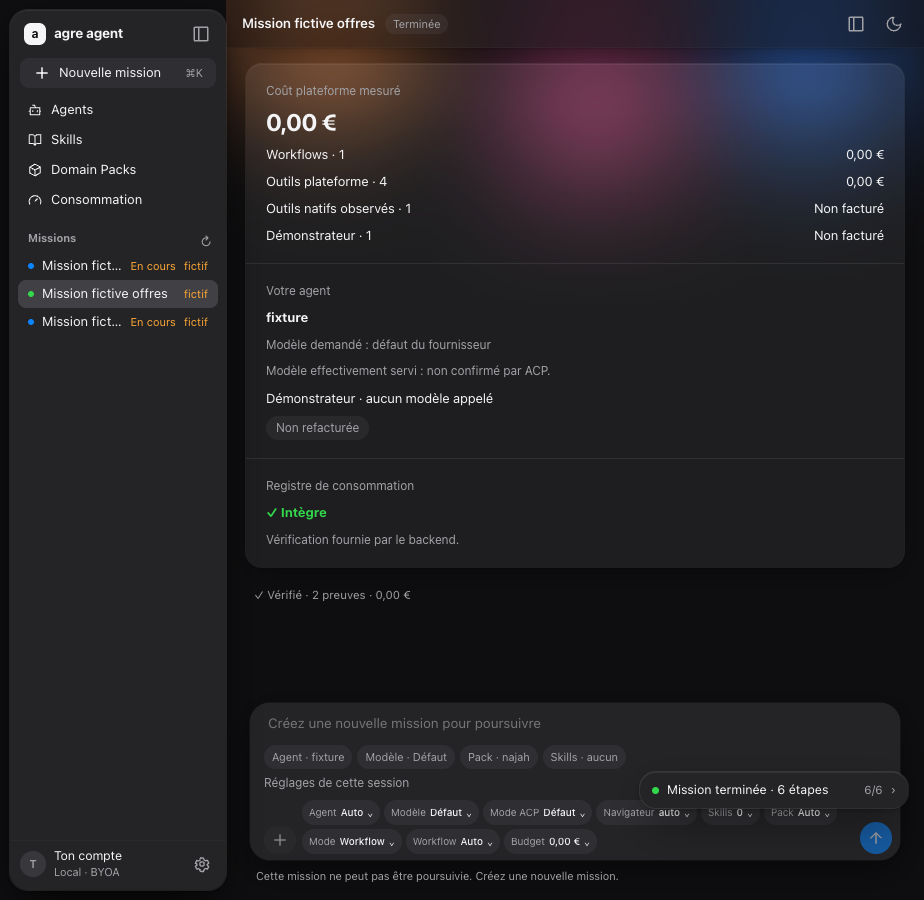 a agre agent
Nouvelle mission ⌘K
Agents
Skills
Domain Packs
Consommation
Missions
Mission fict... En cours fictif
Mission fictive offres fictif
Mission fict... En cours fictif
T Ton compte
Local · BYOA
Mission fictive offres Terminée
Coût plateforme mesuré
0,00 €
Workflows · 1 0,00 €
Outils plateforme · 4 0,00 €
Outils natifs observés · 1 Non facturé
Démonstrateur · 1 Non facturé
Votre agent
fixture
Modèle demandé : défaut du fournisseur
Modèle effectivement servi : non confirmé par ACP.
Démonstrateur · aucun modèle appelé
Non refacturée
Registre de consommation
✓ Intègre
Vérification fournie par le backend.
✓ Vérifié · 2 preuves · 0,00 €
Créez une nouvelle mission pour poursuivre
Agent · fixture Modèle · Défaut Pack · najah Skills · aucun
Réglages de cette session
Mission terminée · 6 étapes 6/6 ›
Agent Auto Modèle Défaut Mode ACP Défaut Navigateur auto Skills 0 Pack Auto
Mode Workflow Workflow Auto Budget 0,00 €
Cette mission ne peut pas être poursuivie. Créez une nouvelle mission.